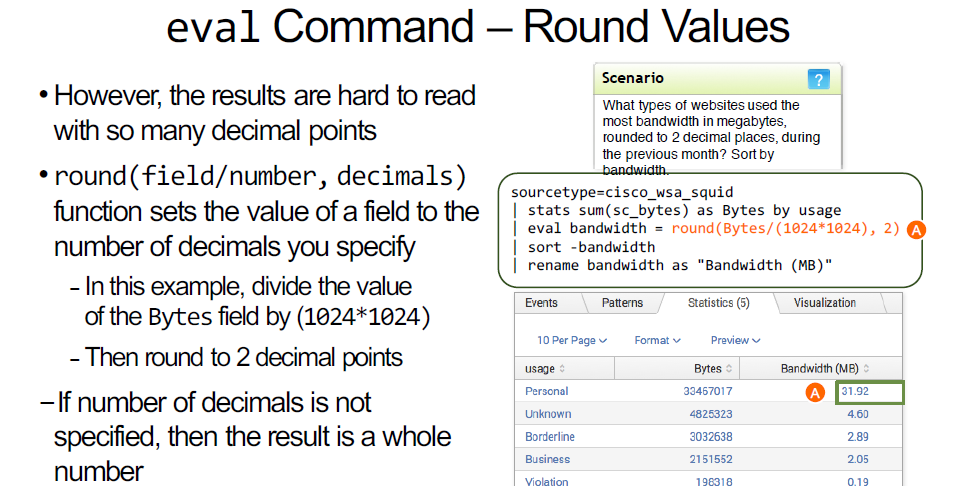 eval Command – Round Values
• However, the results are hard to read
with so many decimal points
• round(field/number, decimals)
function sets the value of a field to the
number of decimals you specify
- In this example, divide the value
of the Bytes field by (1024*1024)
- Then round to 2 decimal points
– If number of decimals is not
specified, then the result is a whole
number
Scenario ?
What types of websites used the
most bandwidth in megabytes,
rounded to 2 decimal places, during
the previous month? Sort by
bandwidth.
sourcetype=cisco_wsa_squid
| stats sum(sc_bytes) as Bytes by usage
| eval bandwidth = round(Bytes/(1024*1024), 2) A
| sort -bandwidth
| rename bandwidth as "Bandwidth (MB)"
Events Patterns Statistics (5) Visualization
10 Per Page Format Preview
usage Bytes Bandwidth (MB)
Personal 33467017 A 31.92
Unknown 4825323 4.60
Borderline 3032638 2.89
Business 2151552 2.05
Violation 198318 0.19